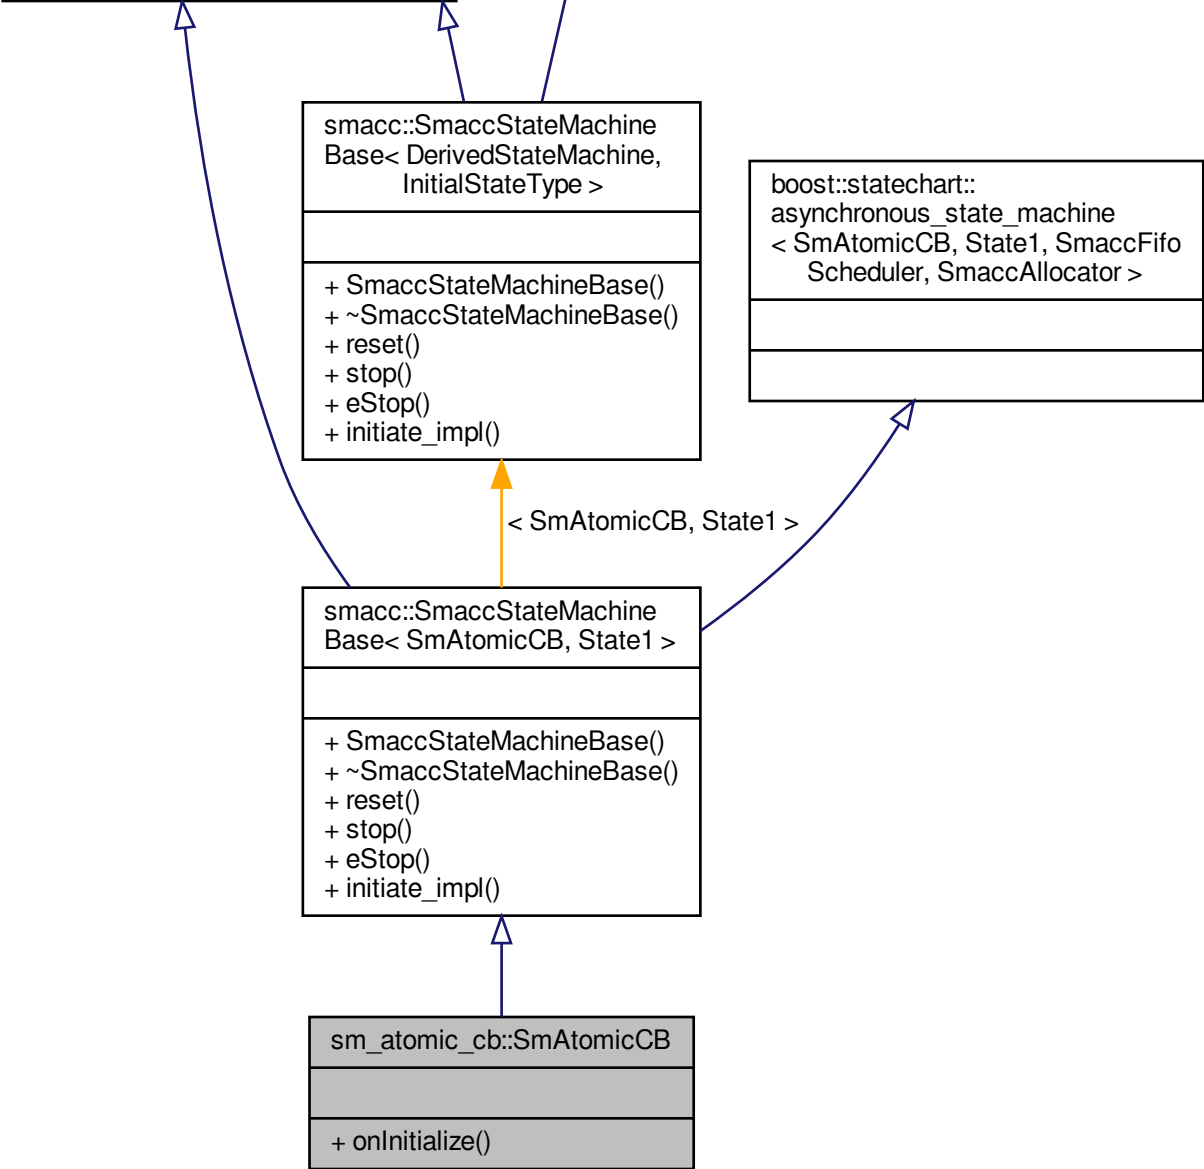 smacc::SmaccStateMachine
Base< DerivedStateMachine,
InitialStateType >
+ SmaccStateMachineBase()
+ ~SmaccStateMachineBase()
+ reset()
+ stop()
+ eStop()
+ initiate_impl()
boost::statechart::
asynchronous_state_machine
< SmAtomicCB, State1, SmaccFifo
Scheduler, SmaccAllocator >
< SmAtomicCB, State1 >
smacc::SmaccStateMachine
Base< SmAtomicCB, State1 >
+ SmaccStateMachineBase()
+ ~SmaccStateMachineBase()
+ reset()
+ stop()
+ eStop()
+ initiate_impl()
sm_atomic_cb::SmAtomicCB
+ onInitialize()